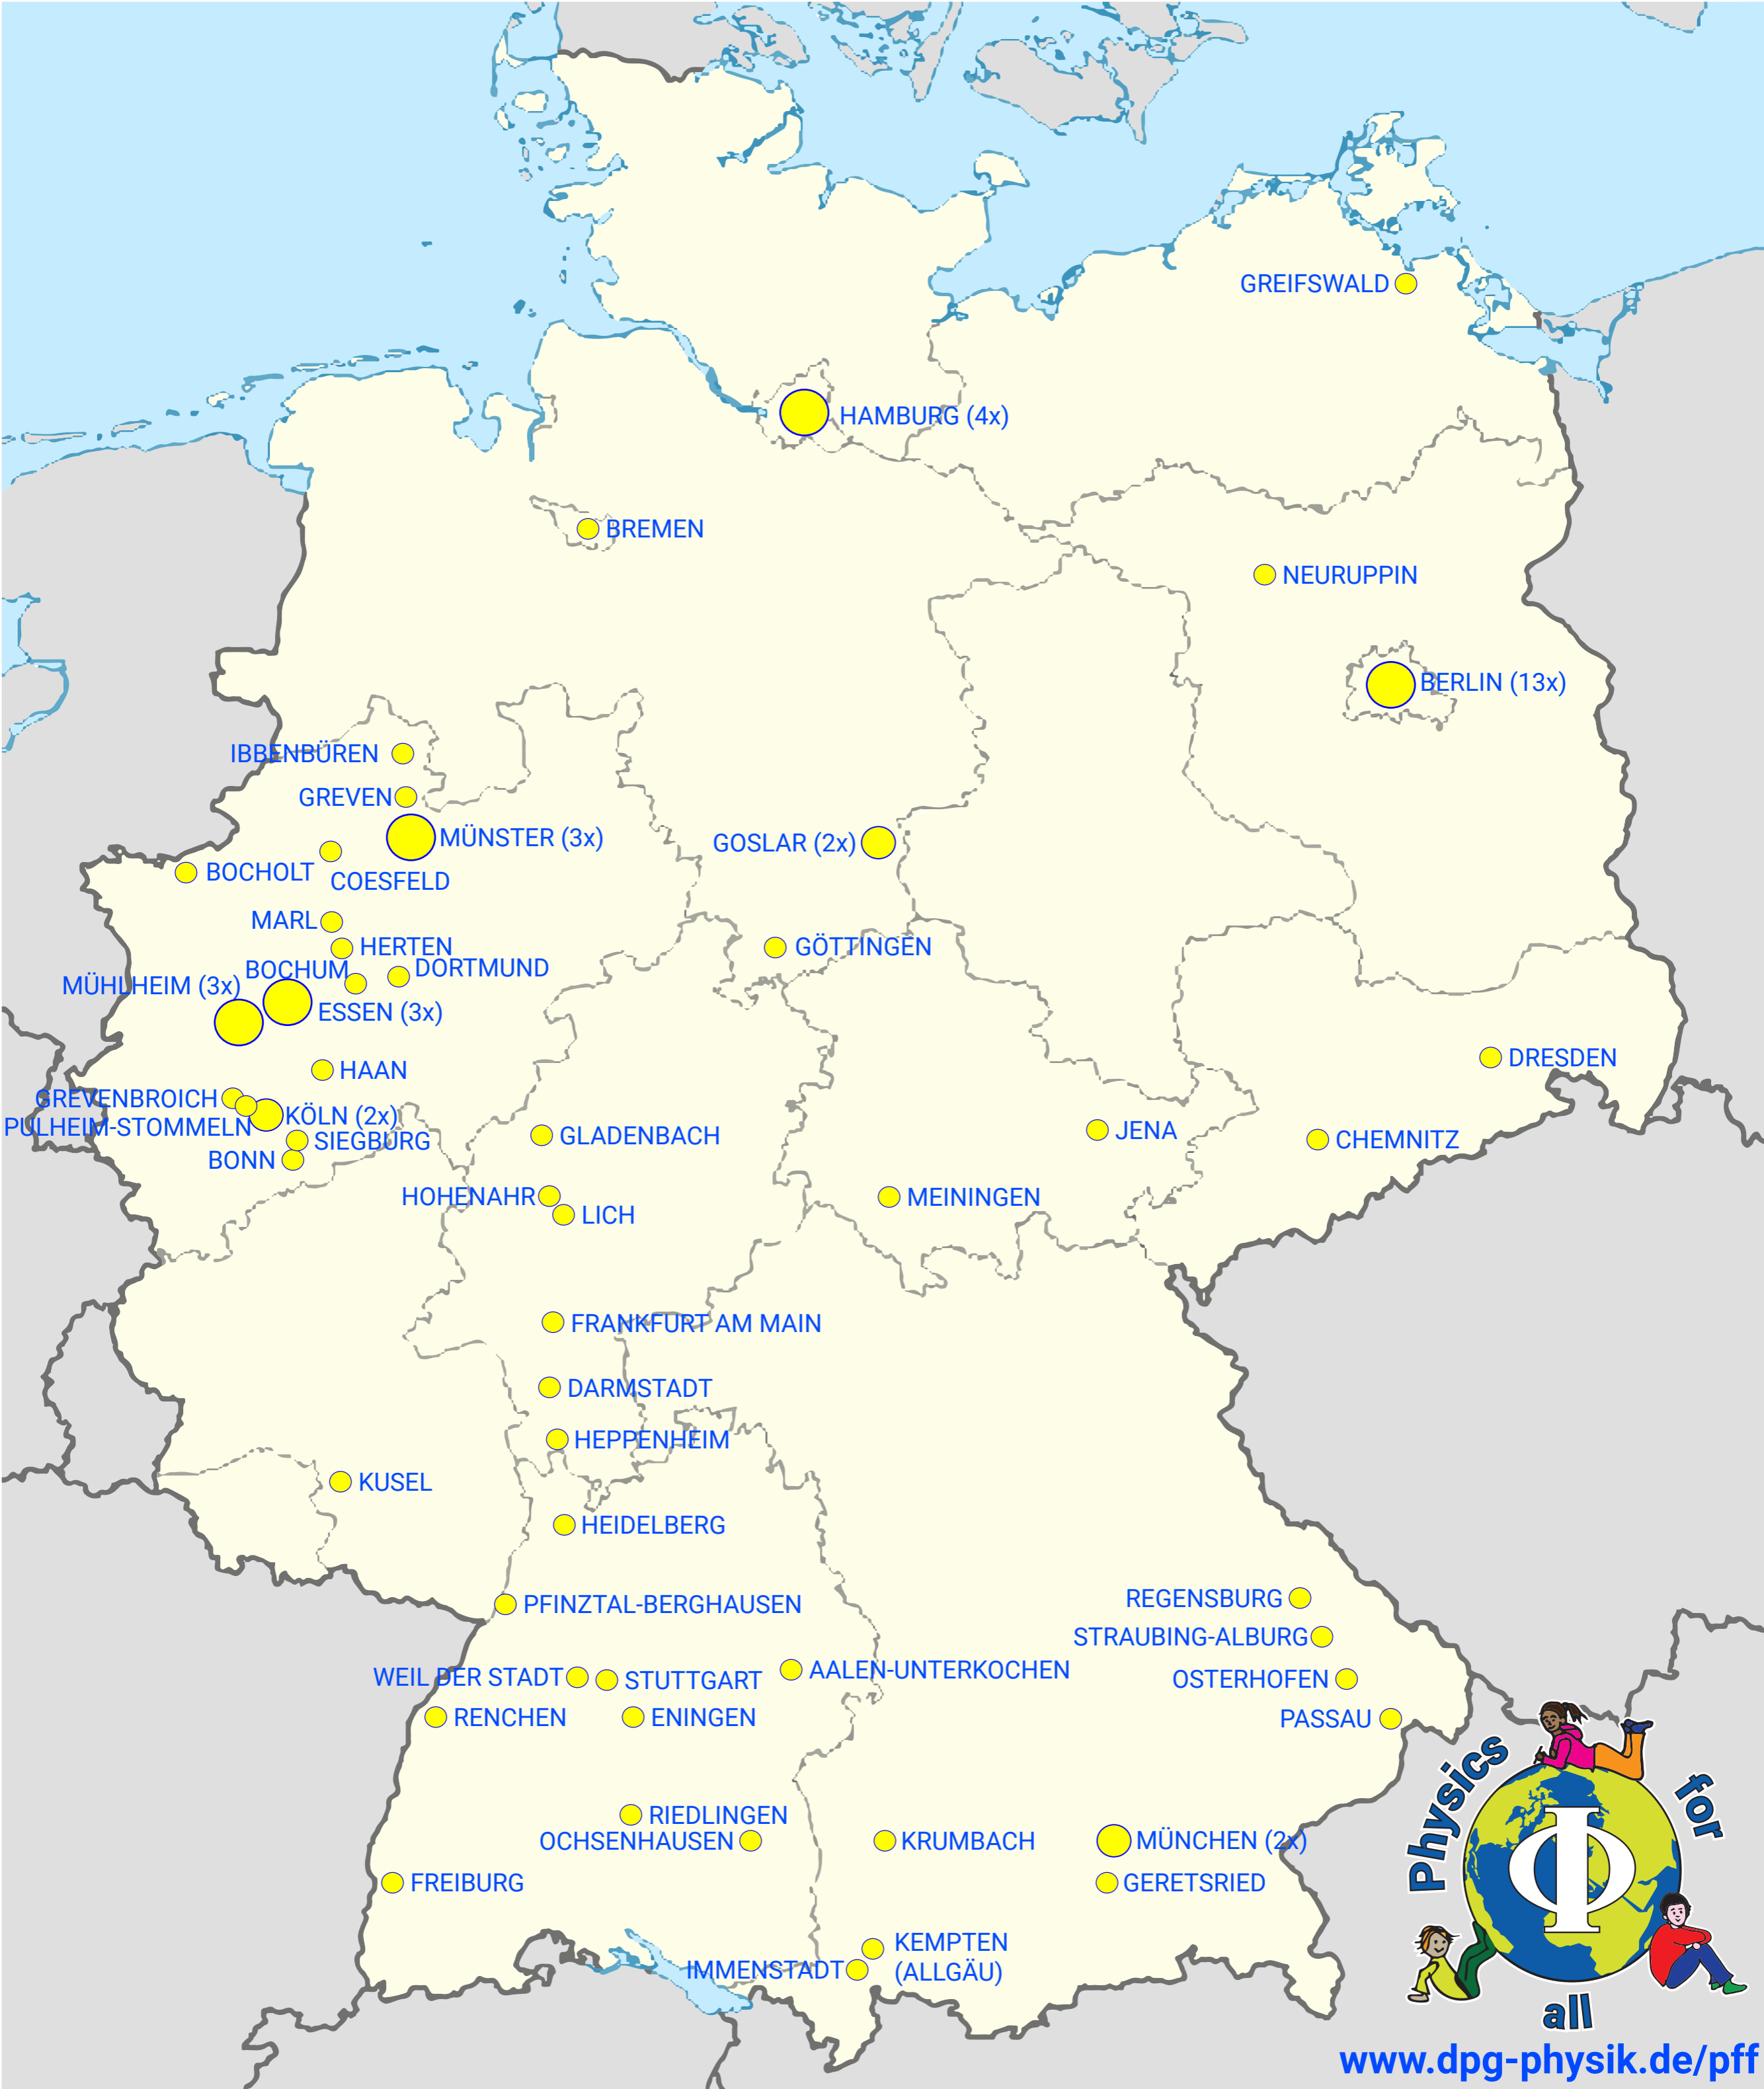 GREIFSWALD
HAMBURG (4x)
BREMEN
NEURUPPIN
BERLIN (13x)
IBBENBÜREN
GREVEN
MÜNSTER (3x)
GOSLAR (2x)
BOCHOLT
COESFELD
MARL
HERTEN
GÖTTINGEN
BOCHUM
DORTMUND
MÜHLHEIM (3x)
ESSEN (3x)
DRESDEN
HAAN
GREVENBROICH
KÖLN (2x)
PULHEIM-STOMMELN
SIEGBURG
GLADENBACH
JENA
CHEMNITZ
BONN
HOHENAHR
MEININGEN
LICH
FRANKFURT AM MAIN
DARMSTADT
HEPPENHEIM
KUSEL
HEIDELBERG
REGENSBURG
PFINZTAL-BERGHAUSEN
STRAUBING-ALBURG
AALEN-UNTERKOCHEN
WEIL DER STADT
STUTTGART
OSTERHOFEN
RENCHEN
ENINGEN
PASSAU
RIEDLINGEN
OCHSENHAUSEN
KRUMBACH
MÜNCHEN (2x)
FREIBURG
GERETSRIED
KEMPTEN
(ALLGÄU)
IMMENSTADT
Physics
for
Φ
all
www.dpg-physik.de/pff